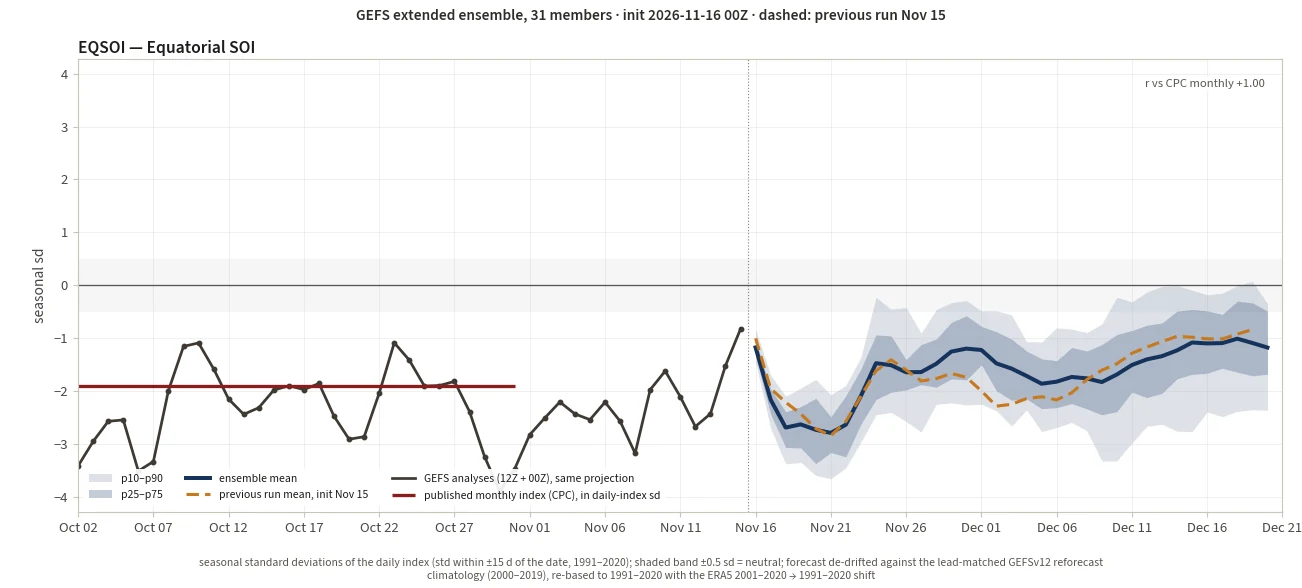 GEFS extended ensemble, 31 members · init 2026-11-16 00Z · dashed: previous run Nov 15
EQSOI — Equatorial SOI
r vs CPC monthly +1.00
seasonal sd
4
3
2
1
0
−1
−2
−3
−4
p10–p90
p25–p75
ensemble mean
previous run mean, init Nov 15
GEFS analyses (12Z + 00Z), same projection
published monthly index (CPC), in daily-index sd
Oct 02 Oct 07 Oct 12 Oct 17 Oct 22 Oct 27 Nov 01 Nov 06 Nov 11 Nov 16 Nov 21 Nov 26 Dec 01 Dec 06 Dec 11 Dec 16 Dec 21
seasonal standard deviations of the daily index (std within ±15 d of the date, 1991–2020); shaded band ±0.5 sd = neutral; forecast de-drifted against the lead-matched GEFSv12 reforecast
climatology (2000–2019), re-based to 1991–2020 with the ERA5 2001–2020 → 1991–2020 shift